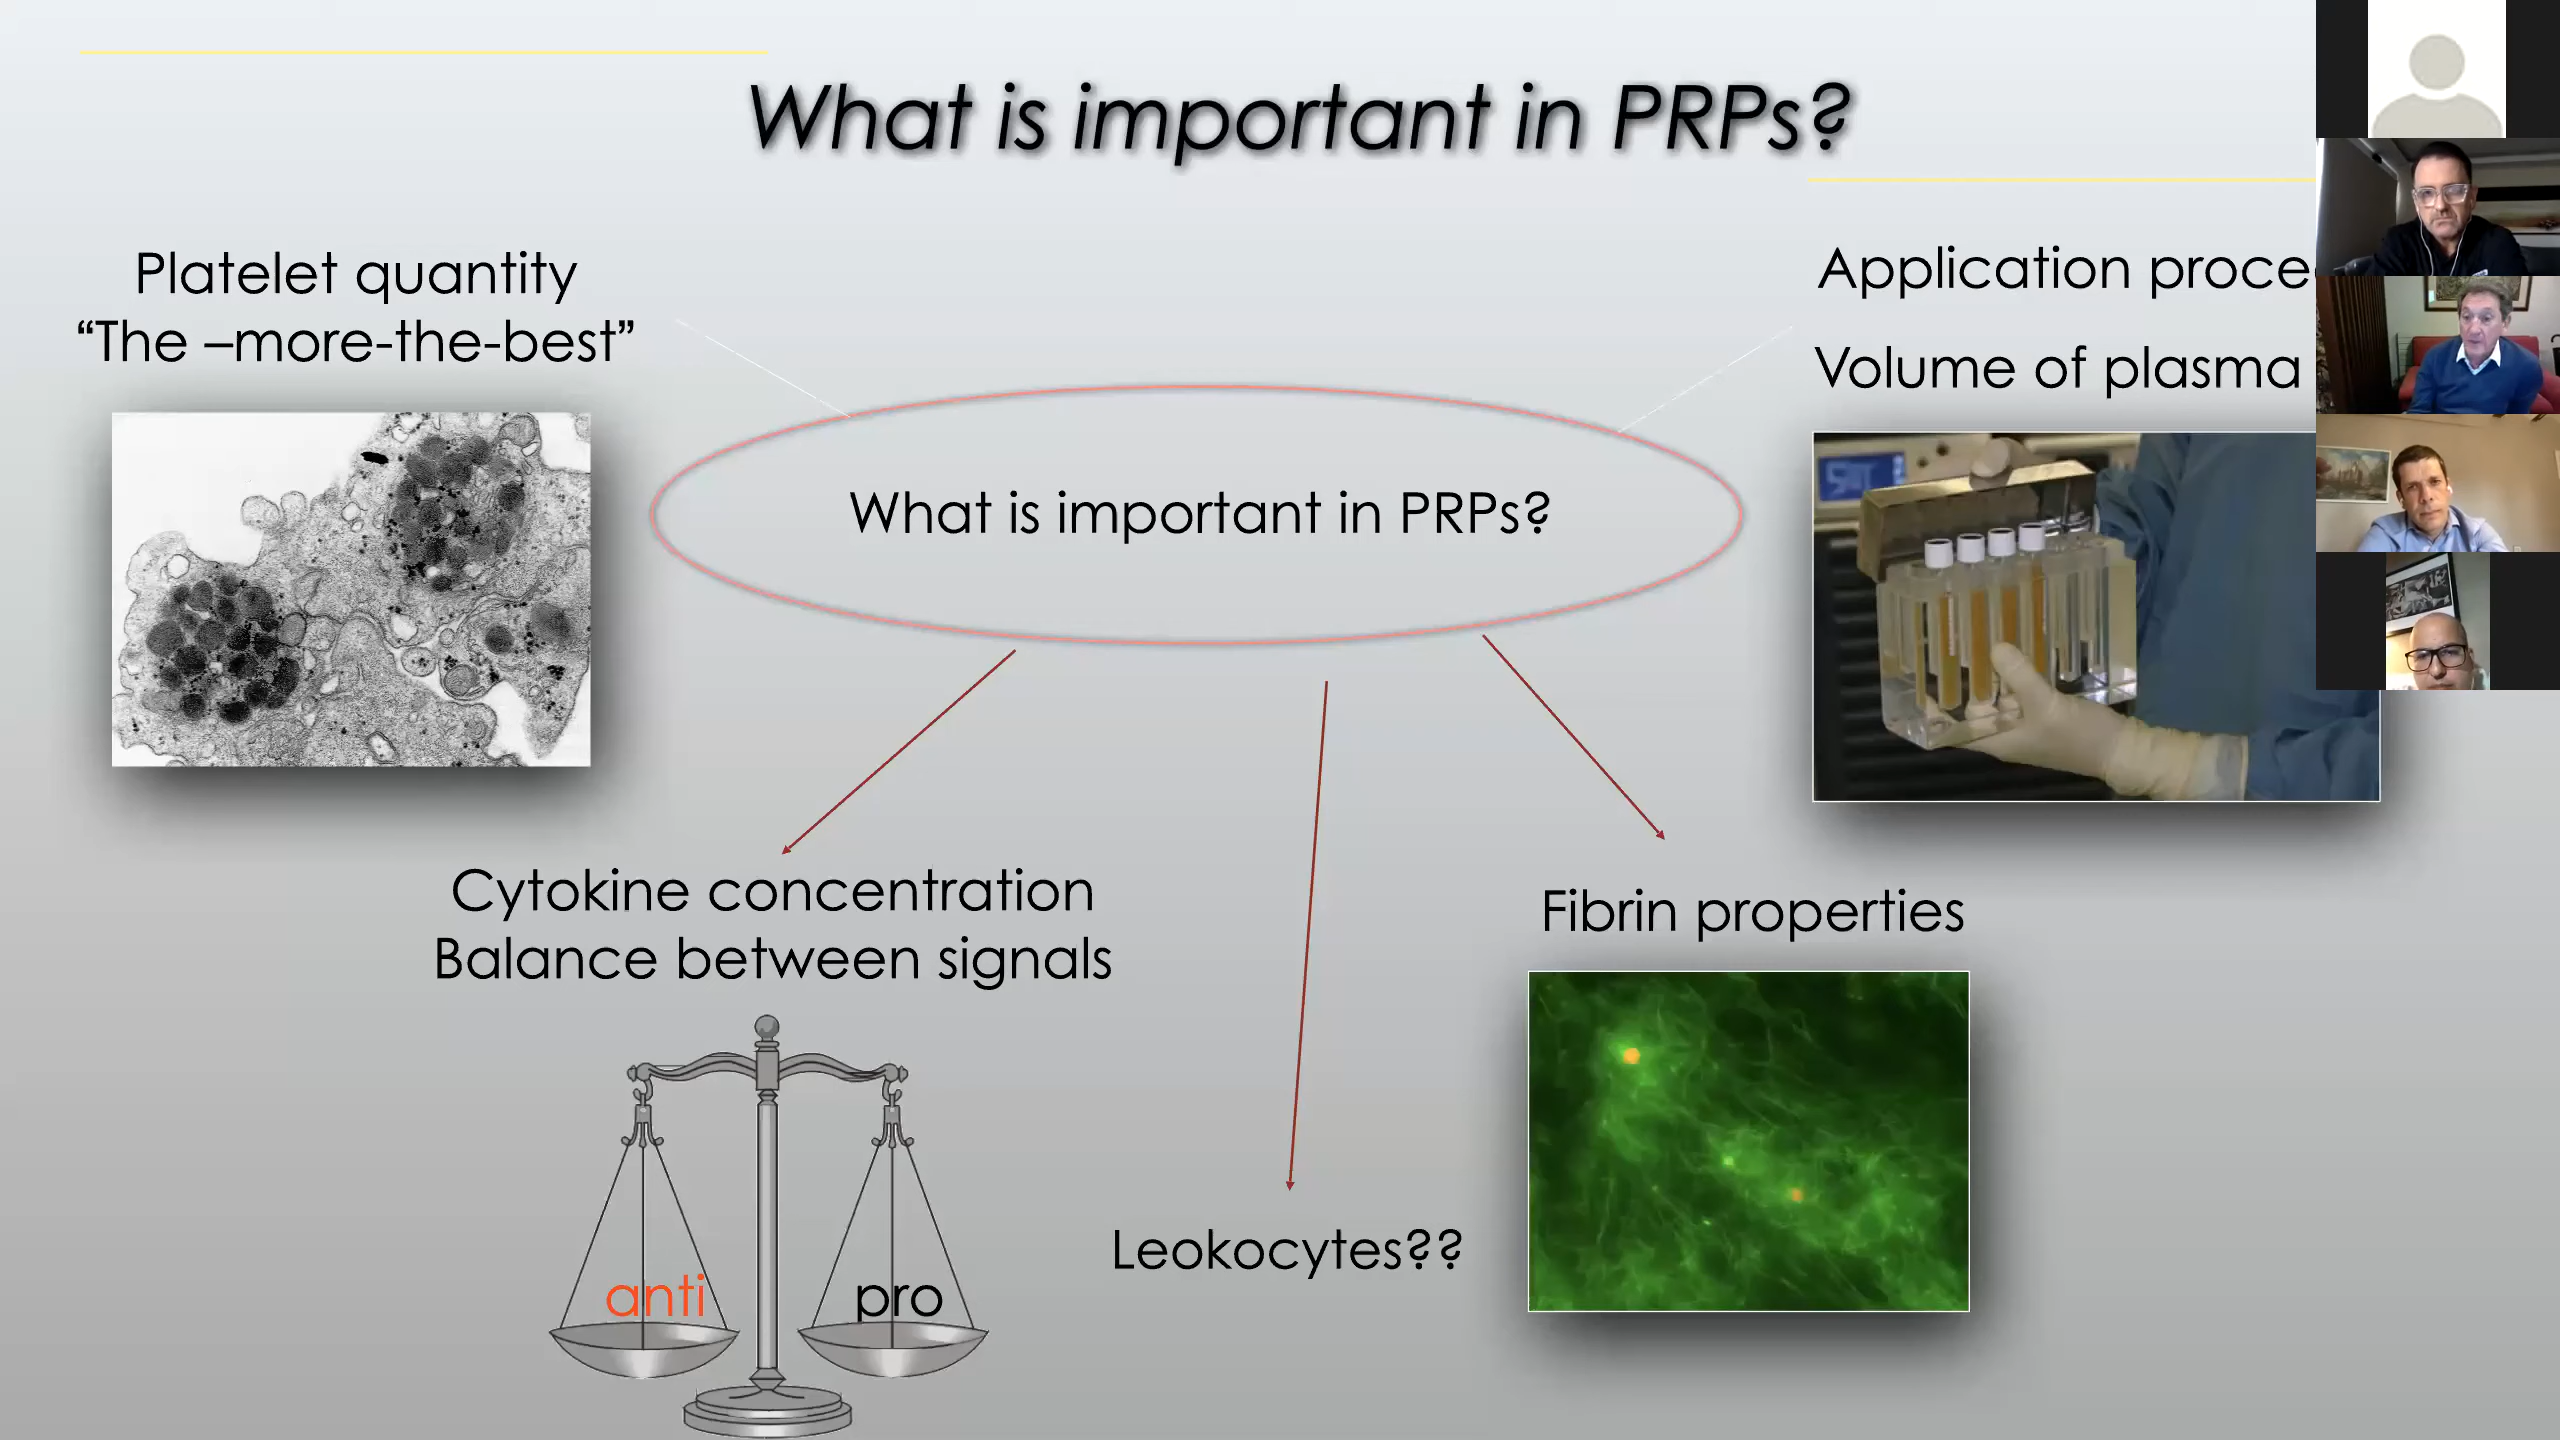 What is important in PRPs?
Platelet quantity
“The –more-the-best”
Application
Volume of plasma
What is important in PRPs?
Cytokine concentration
Balance between signals
Fibrin properties
Leokocytes??
anti
pro